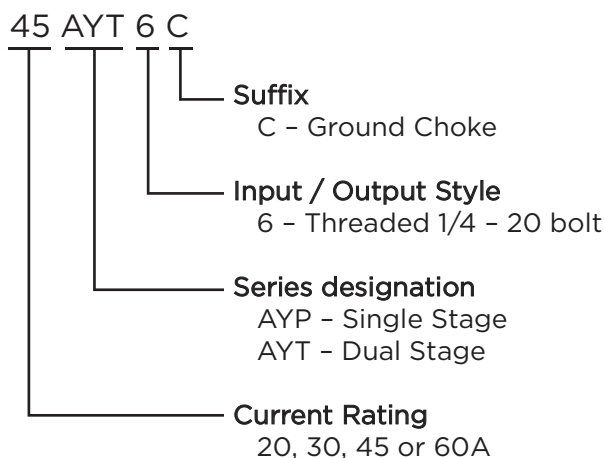 45 AYT 6 C
Suffix
C – Ground Choke
Input / Output Style
6 – Threaded 1/4 – 20 bolt
Series designation
AYP – Single Stage
AYT – Dual Stage
Current Rating
20, 30, 45 or 60A